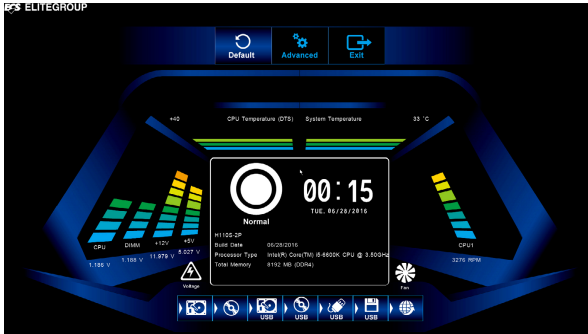 ECS ELITEGROUP
Default
Advanced
Exit
+40
CPU Temperature (DTS)
System Temperature
33 °C
00:15
TUE. 06/28/2016
Normal
H110S-2P
Build Date 06/28/2016
Processor Type Intel(R) Core(TM) i5-6600K CPU @ 3.50GHz
Total Memory 8192 MB (DDR4)
CPU
DIMM
+12V
+5V
1.186 V
1.188 V
11.979 V
5.027 V
Voltage
CPU1
3276 RPM
Fan
USB
USB
USB
USB